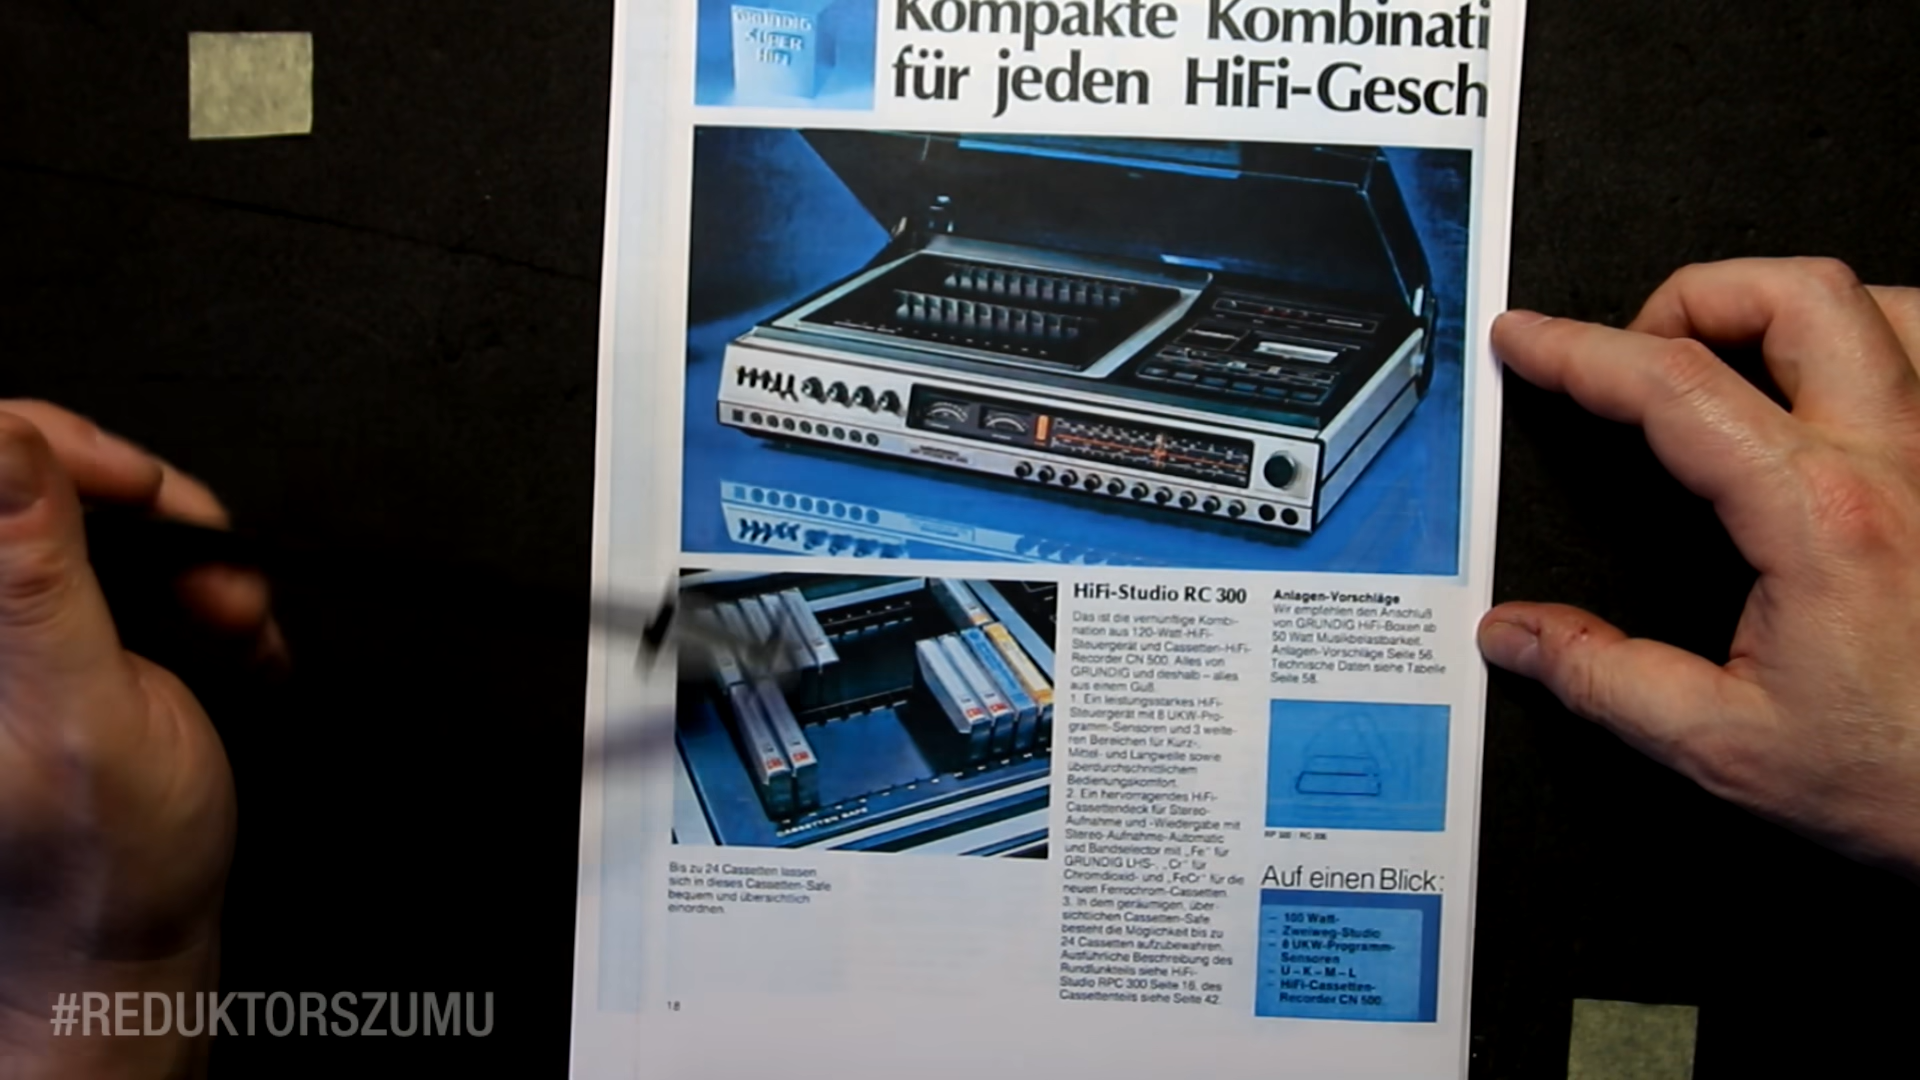 GRUNDIG
SUPER
HiFi
Kompakte Kombinati
für jeden HiFi-Gesch
HiFi-Studio RC 300
Das ist die vernünftige Kombi-
nation aus 120-Watt-HiFi-
Steuergerät und Cassetten-HiFi-
Recorder CN 500. Alles von
GRUNDIG und deshalb – alles
aus einem Guß.
1. Ein leistungsstarkes HiFi-
Steuergerät mit 8 UKW-Pro-
gramm-Sensoren und 3 weite-
ren Bereichen für Kurz-,
Mittel- und Langwelle sowie
überdurchschnittlichem
Bedienungskomfort.
2. Ein hervorragendes HiFi-
Cassettendeck für Stereo-
Aufnahme und -Wiedergabe mit
Stereo-Aufnahme-Automatic
und Bandselector mit „Fe“ für
GRUNDIG LHS-, „Cr“ für
Chromdioxid- und „FeCr“ für die
neuen Ferrochrom-Cassetten.
3. In dem geräumigen, über-
sichtlichen Cassetten-Safe
besteht die Möglichkeit bis zu
24 Cassetten aufzubewahren.
Ausführliche Beschreibung des
Rundfunkteils siehe HiFi-
Studio RPC 300 Seite 16, des
Cassettenteils siehe Seite 42.
Anlagen-Vorschläge
Wir empfehlen den Anschluß
von GRUNDIG HiFi-Boxen ab
50 Watt Musikbelastbarkeit.
Anlagen-Vorschläge Seite 56.
Technische Daten siehe Tabelle
Seite 58.
Auf einen Blick:
– 100 Watt-
– Zweiweg-Studio
– 8 UKW-Programm-
Sensoren
– U – K – M – L
– HiFi-Cassetten-
Recorder CN 500
CASSETTEN SAFE
Bis zu 24 Cassetten lassen
sich in dieses Cassetten-Safe
bequem und übersichtlich
einordnen.
18
#REDUKTORSZUMU